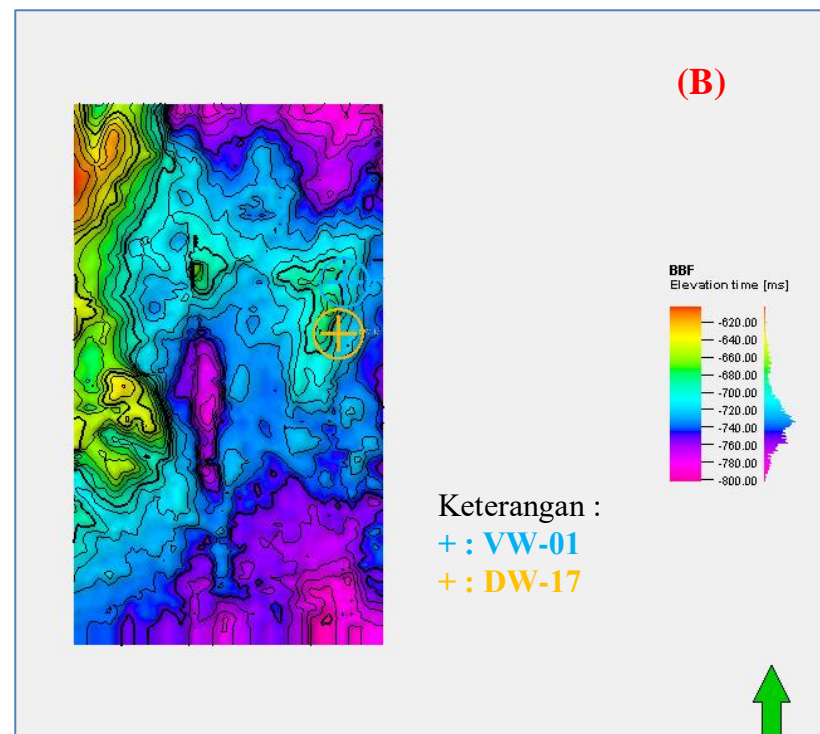 (B)
BBF
Elevation time [ms]
-620.00
-640.00
-660.00
-680.00
-700.00
-720.00
-740.00
-760.00
-780.00
-800.00
Keterangan :
+ : VW-01
+ : DW-17